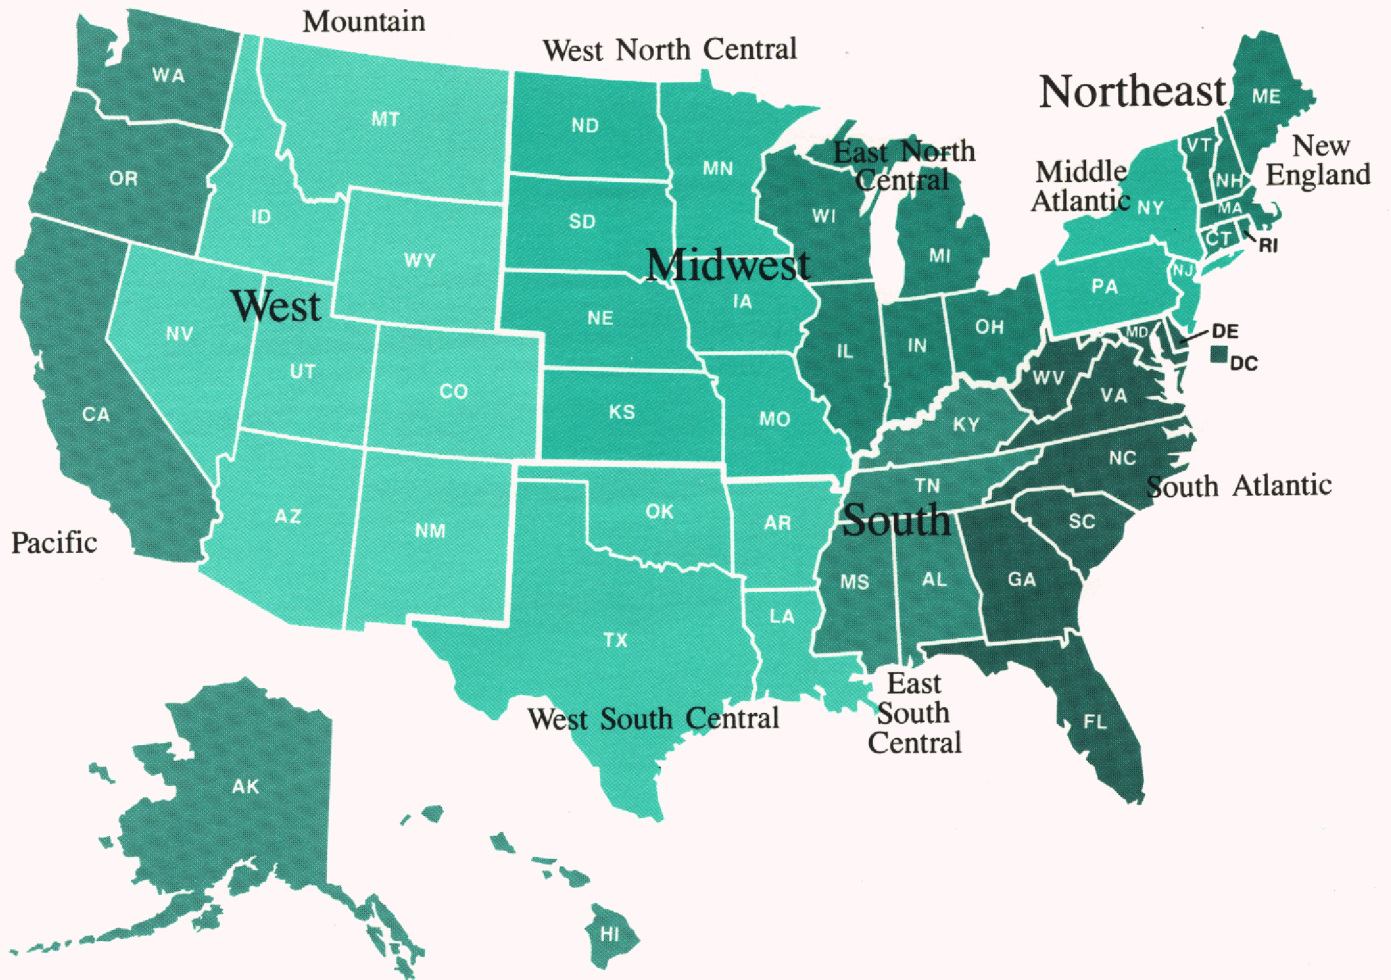 Mountain
West North Central
Northeast
WA
MT
ND
MN
ME
VT
New
England
East North
Central
Middle
Atlantic
OR
ID
SD
WI
NY
NH
MA
CT
RI
WY
Midwest
MI
NJ
PA
West
NV
NE
IA
IL
IN
OH
MD
DE
DC
UT
CO
KS
MO
KY
WV
VA
CA
NC
South Atlantic
TN
AZ
NM
OK
AR
South
SC
Pacific
MS
AL
GA
TX
LA
West South Central
East
South
Central
FL
AK
HI